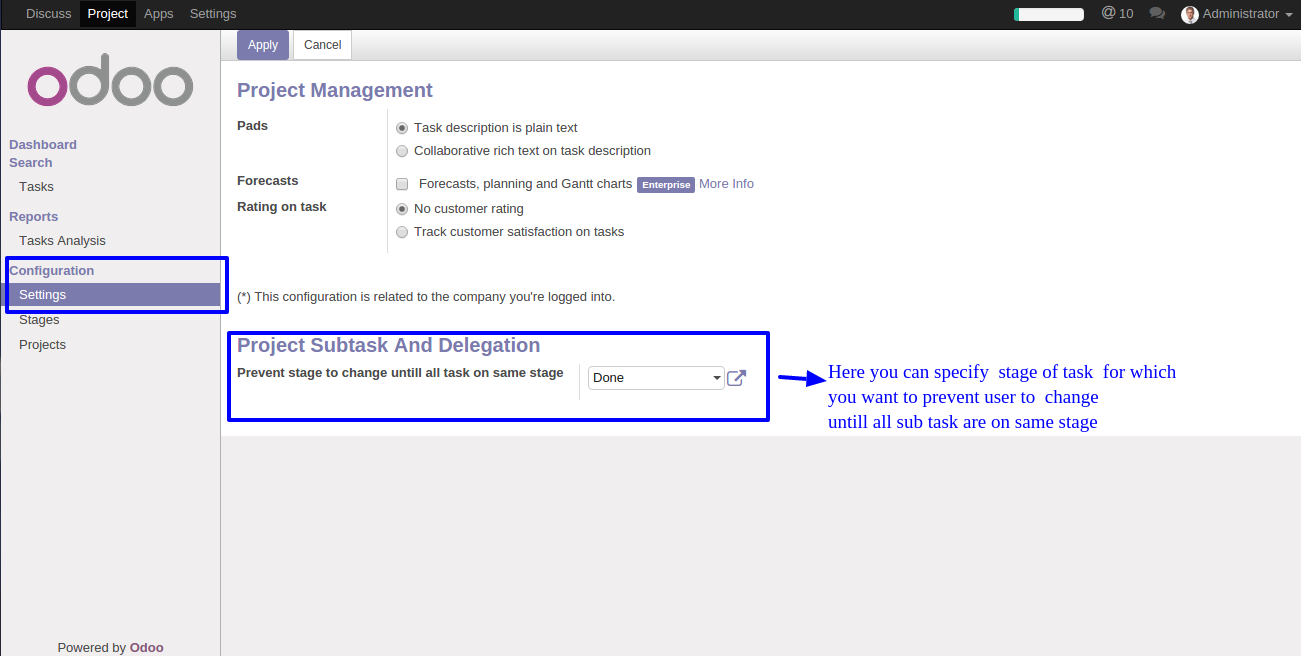 Discuss Project Apps Settings @ 10 Administrator
Apply Cancel
odoo
Dashboard
Search
Tasks
Reports
Tasks Analysis
Configuration
Settings
Stages
Projects
Powered by Odoo
Project Management
Pads
Task description is plain text
Collaborative rich text on task description
Forecasts
Forecasts, planning and Gantt charts Enterprise More Info
Rating on task
No customer rating
Track customer satisfaction on tasks
(*) This configuration is related to the company you're logged into.
Project Subtask And Delegation
Prevent stage to change untill all task on same stage Done
Here you can specify stage of task for which
you want to prevent user to change
untill all sub task are on same stage